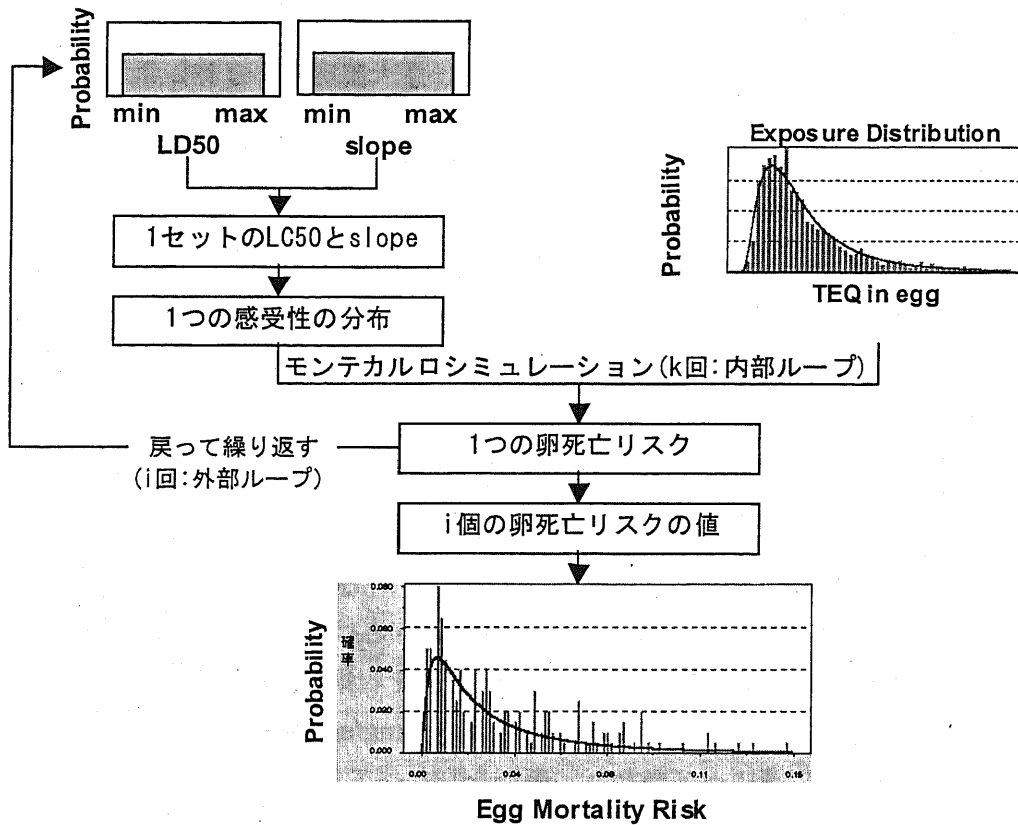 Probability
min max min max
LD50 slope
Exposure Distribution
Probability
TEQ in egg
1セットのLC50とslope
1つの感受性の分布
モンテカルロシミュレーション(k回:内部ループ)
戻って繰り返す
(i回:外部ループ)
1つの卵死亡リスク
i個の卵死亡リスクの値
Probability
確率
0.080
0.060
0.040
0.020
0.000
0.00 0.04 0.08 0.11 0.15
Egg Mortality Risk